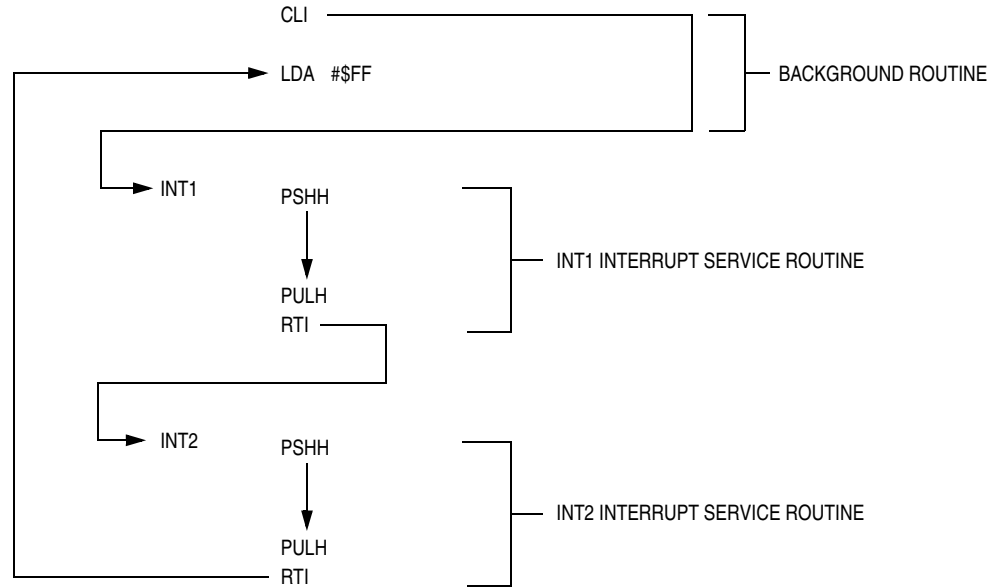 CLI
LDA #$FF
BACKGROUND ROUTINE
INT1
PSHH
INT1 INTERRUPT SERVICE ROUTINE
PULH
RTI
INT2
PSHH
INT2 INTERRUPT SERVICE ROUTINE
PULH
RTI